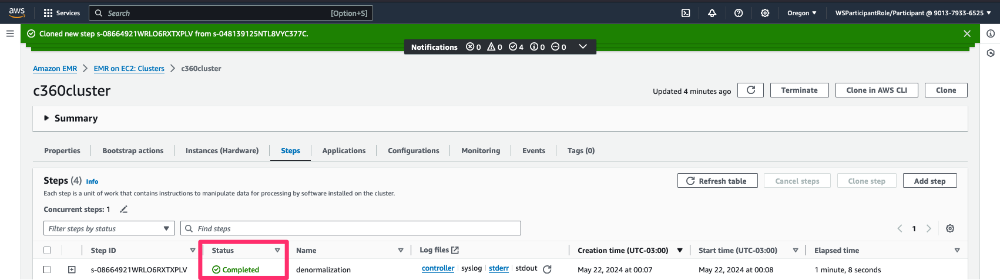 aws Services Search [Option+S] Oregon ▼ WSParticipantRole/Participant @ 9013-7933-6525 ▼
Cloned new step s-08664921WRLO6RXTXPLV from s-048139125NTL8VYC377C.
Notifications 0 0 4 0 0
Amazon EMR > EMR on EC2: Clusters > c360cluster
c360cluster
Updated 4 minutes ago Terminate Clone in AWS CLI Clone
Summary
Properties Bootstrap actions Instances (Hardware) Steps Applications Configurations Monitoring Events Tags (0)
Steps (4) Info Refresh table Cancel steps Clone step Add step
Each step is a unit of work that contains instructions to manipulate data for processing by software installed on the cluster.
Concurrent steps: 1
Filter steps by status Find steps 1
Step ID Status Name Log files Creation time (UTC-03:00) Start time (UTC-03:00) Elapsed time
s-08664921WRLO6RXTXPLV Completed denormalization controller syslog stderr stdout May 22, 2024 at 00:07 May 22, 2024 at 00:08 1 minute, 8 seconds